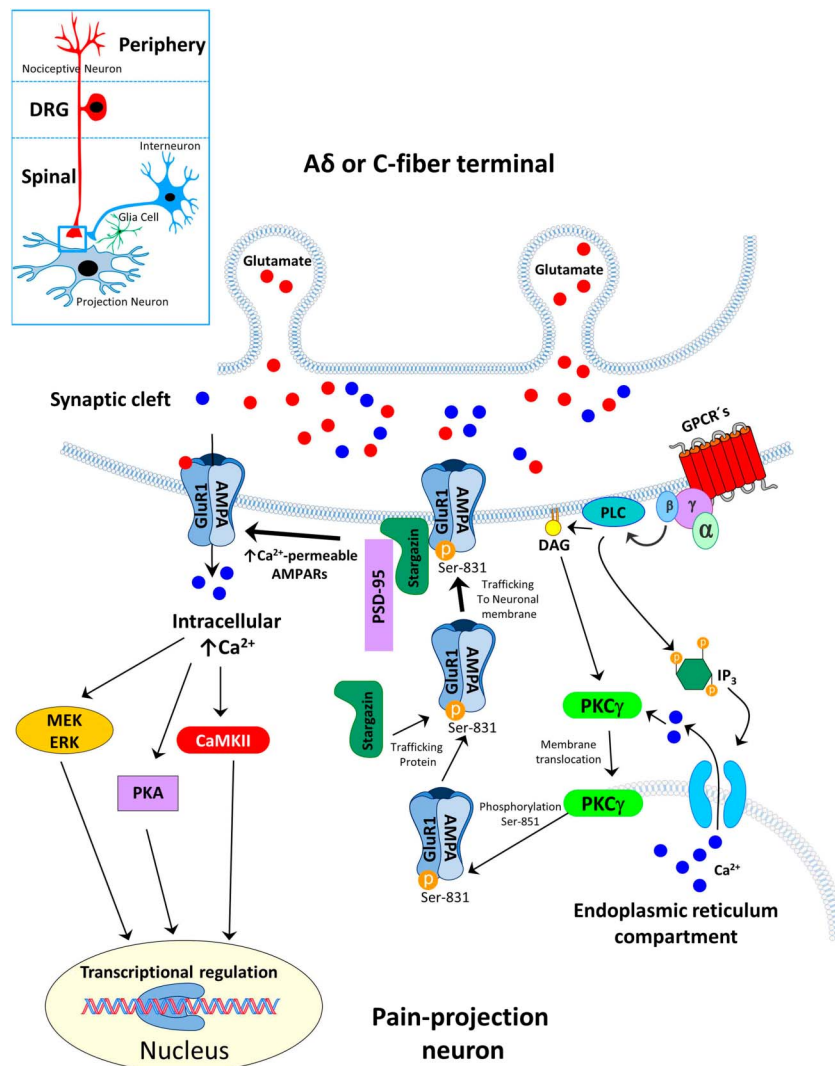 Periphery
Nociceptive Neuron
DRG
Interneuron
Spinal
Glia Cell
Projection Neuron
Aδ or C-fiber terminal
Glutamate
Glutamate
Synaptic cleft
GPCR´s
GluR1
AMPA
GluR1
AMPA
p
Ser-831
Stargazin
PSD-95
↑Ca²⁺-permeable
AMPARs
DAG
PLC
β
γ
α
Trafficking
To Neuronal
membrane
Intracellular
↑Ca²⁺
GluR1
AMPA
p
Ser-831
p
p
p
IP₃
MEK
ERK
CaMKII
Stargazin
Trafficking
Protein
PKCγ
Membrane
translocation
PKA
GluR1
AMPA
p
Ser-831
Phosphorylation
Ser-851
PKCγ
Ca²⁺
Endoplasmic reticulum
compartment
Transcriptional regulation
Nucleus
Pain-projection
neuron